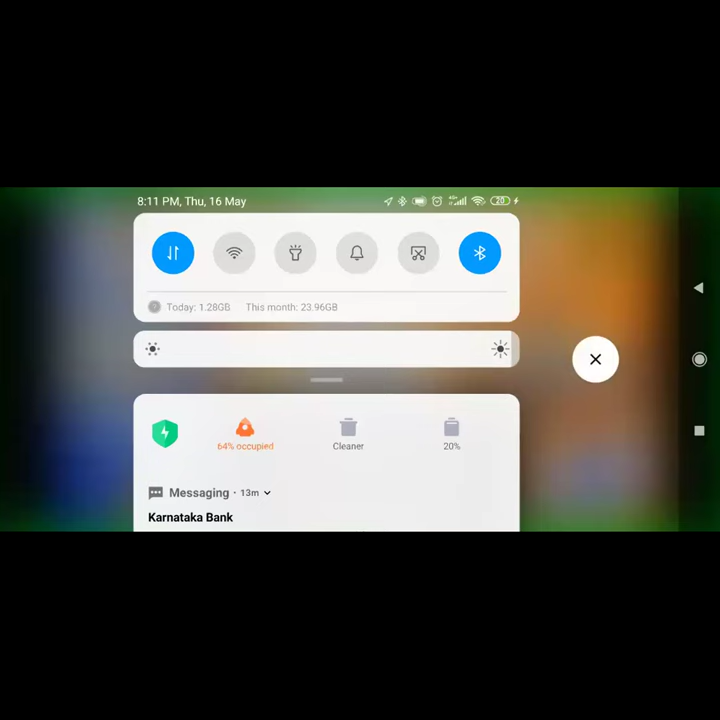 8:11 PM, Thu, 16 May
20
Today: 1.28GB This month: 23.96GB
64% occupied
Cleaner
20%
Messaging · 13m
Karnataka Bank